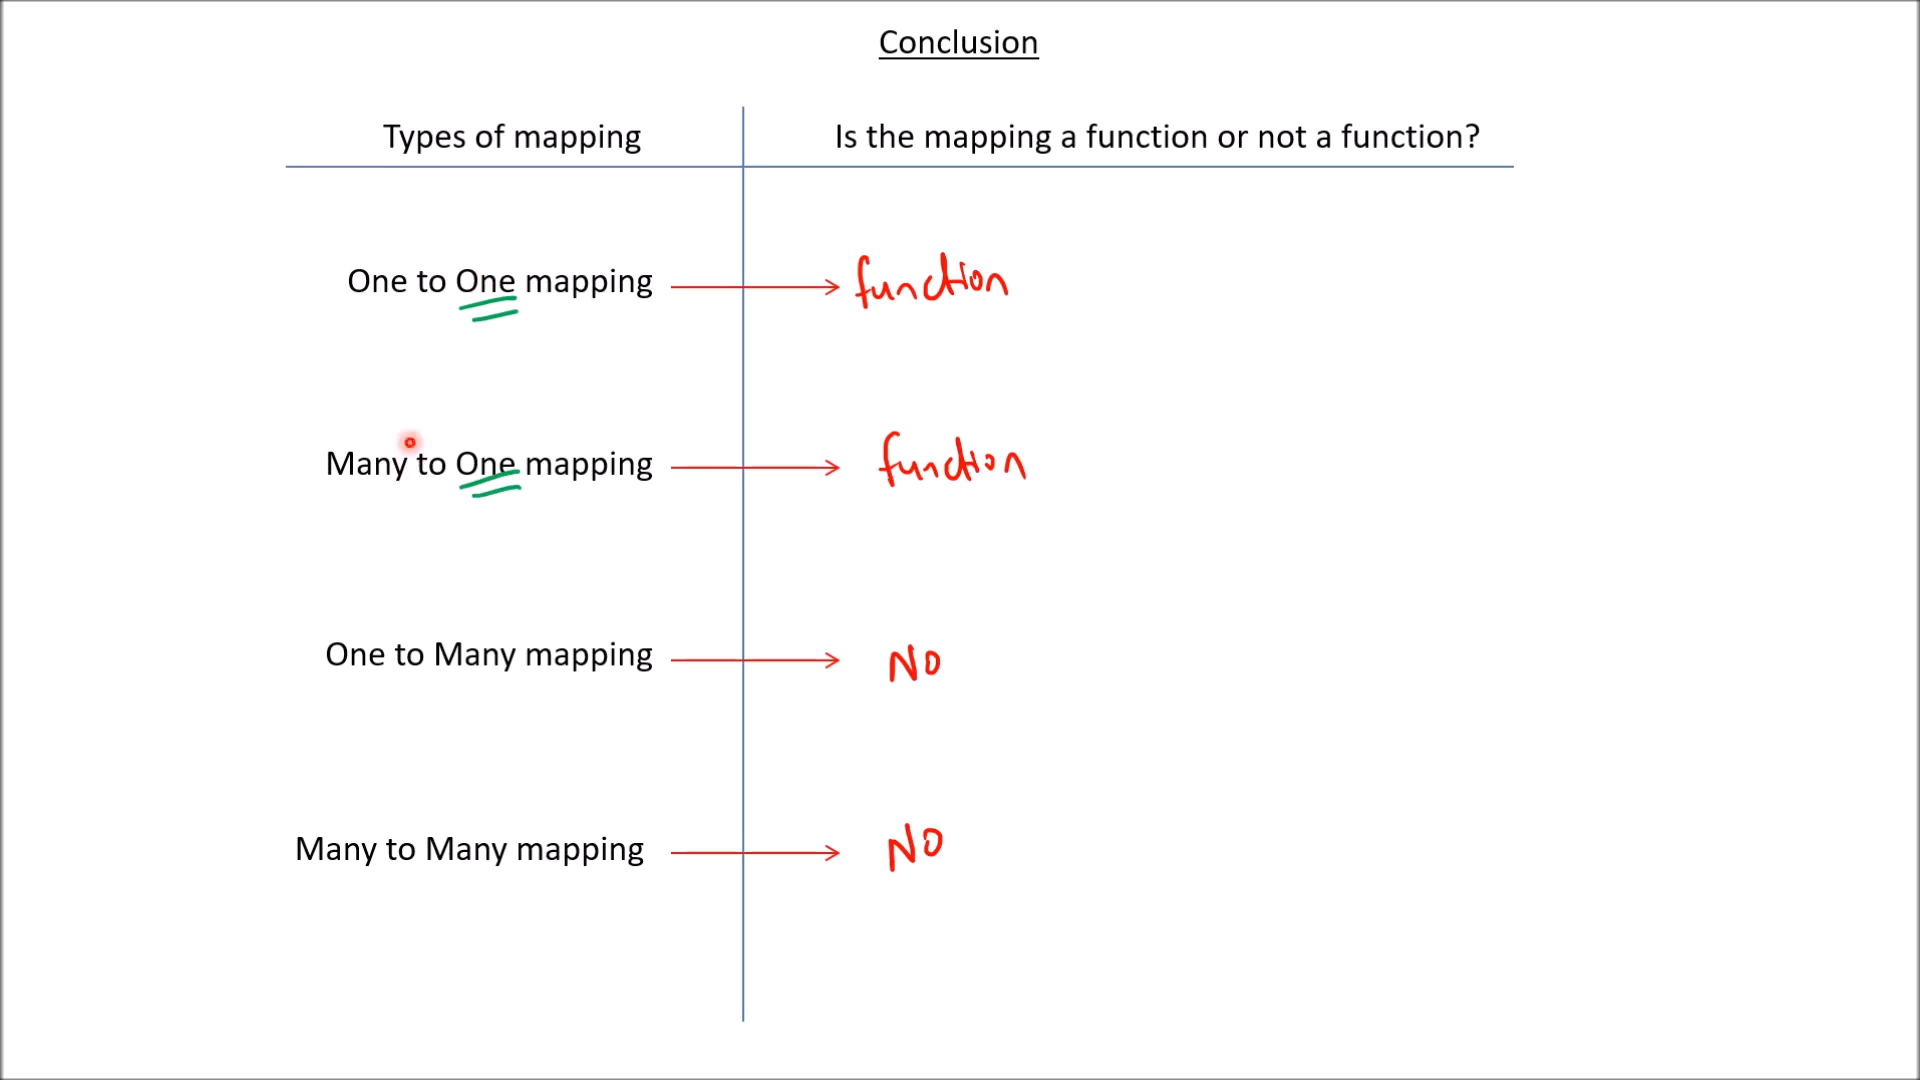 Conclusion
Types of mapping
Is the mapping a function or not a function?
One to One mapping
function
Many to One mapping
function
One to Many mapping
NO
Many to Many mapping
NO